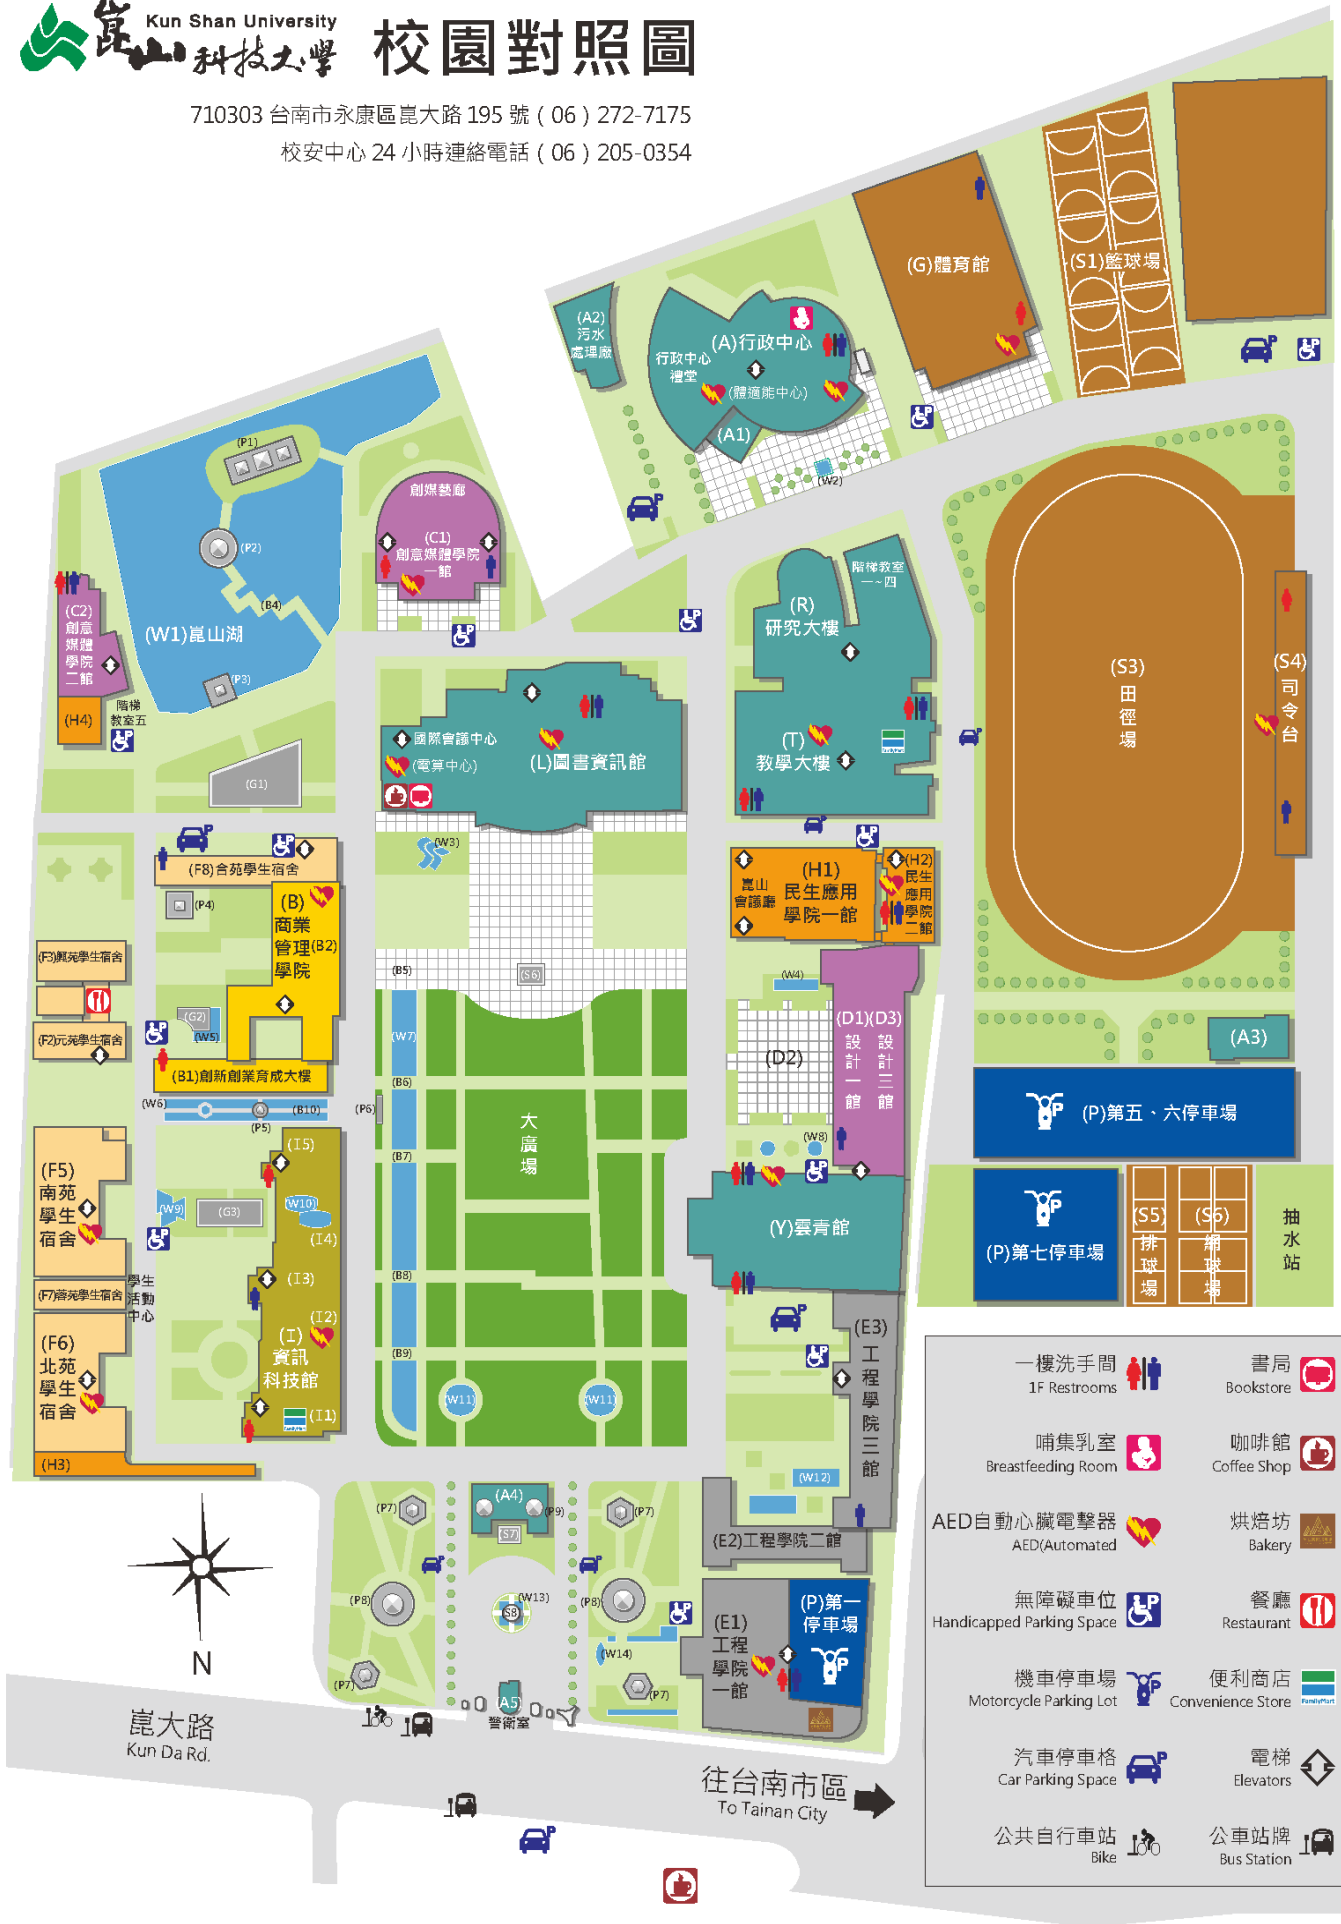 Kun Shan University
崑山科技大學
校園對照圖
710303 台南市永康區崑大路 195 號 ( 06 ) 272-7175
校安中心 24 小時連絡電話 ( 06 ) 205-0354
(G)體育館
(S1)籃球場
(A2)
污水
處理廠
(A)行政中心
行政中心
禮堂
(體適能中心)
(A1)
(W2)
(P1)
(P2)
(B4)
(W1)崑山湖
(P3)
創媒藝廊
(C1)
創意媒體學院
一館
(C2)
創意
媒體
學院
二館
(H4)
階梯
教室五
(G1)
階梯教室
一~四
(R)
研究大樓
(T)
教學大樓
(S3)
田
徑
場
(S4)
司
令
台
國際會議中心
(電算中心)
(L)圖書資訊館
(W3)
(F8)合苑學生宿舍
(P4)
(B)
商業
管理(B2)
學院
(F3)興苑學生宿舍
(F2)元苑學生宿舍
(G2)
(W5)
(B1)創新創業育成大樓
(W6)
(B10)
(P5)
(P6)
崑山
會議廳
(H1)
民生應用
學院一館
(H2)
民生
應用
學院
二館
(B5)
(S6)
(W4)
(W7)
(D1)(D3)
設計一館
設計三館
(D2)
(A3)
(B6)
大
廣
場
(P)第五、六停車場
(B7)
(W8)
(F5)
南苑
學生
宿舍
(I5)
(W9)
(G3)
(W10)
(I4)
(Y)雲青館
(P)第七停車場
(S5)
排
球
場
(S6)
網
球
場
抽
水
站
(F7)蓉苑學生宿舍
學生
活動
中心
(I3)
(B8)
(I2)
(I)
資訊
科技館
(I1)
(F6)
北苑
學生
宿舍
(H3)
(B9)
(W11)
(W11)
(E3)
工
程
學
院
三
館
(W12)
(A4)
(P9)
(S7)
(P7)
(P7)
(E2)工程學院二館
(P8)
(W13)
(S8)
(P8)
(W14)
(P7)
(P7)
(A5)
警衛室
(E1)
工程
學院
一館
(P)第一
停車場
N
崑大路
Kun Da Rd.
往台南市區
To Tainan City
一樓洗手間
1F Restrooms
書局
Bookstore
哺集乳室
Breastfeeding Room
咖啡館
Coffee Shop
AED自動心臟電擊器
AED(Automated
烘焙坊
Bakery
無障礙車位
Handicapped Parking Space
餐廳
Restaurant
機車停車場
Motorcycle Parking Lot
便利商店
Convenience Store
FamilyMart
汽車停車格
Car Parking Space
電梯
Elevators
公共自行車站
Bike
公車站牌
Bus Station